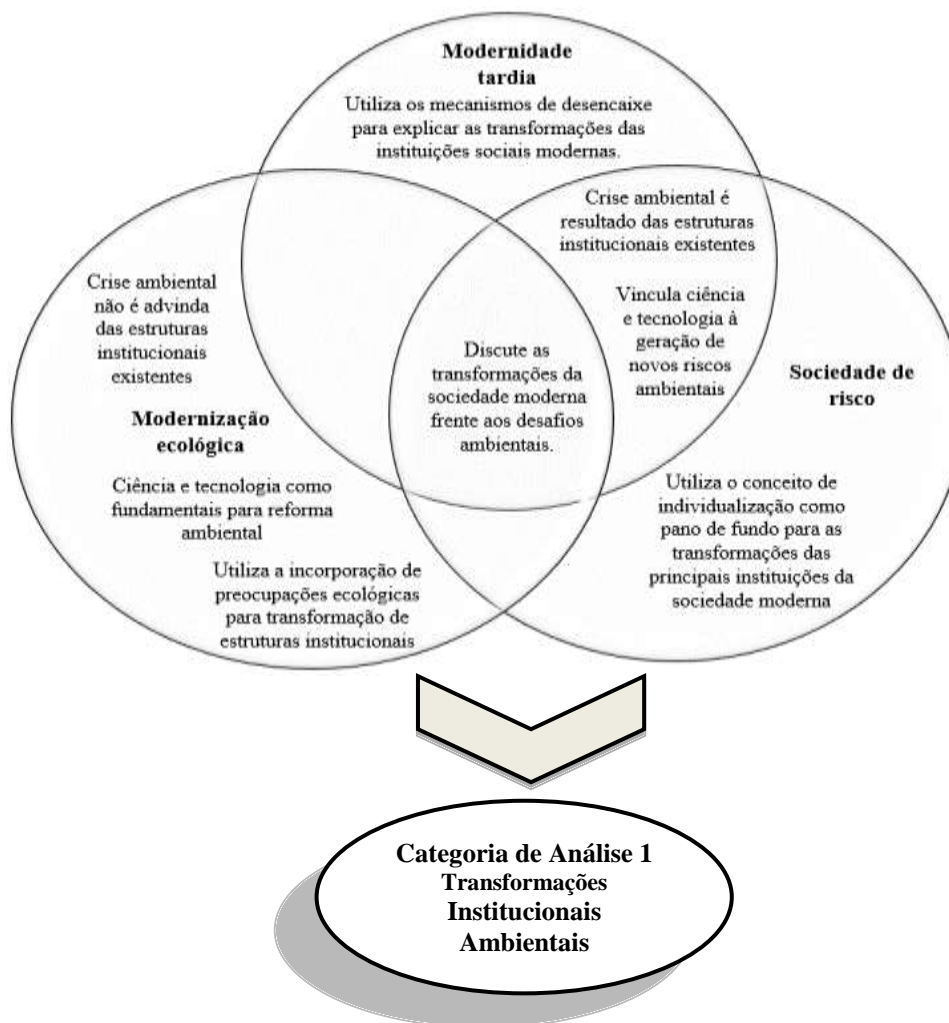 Modernidade
tardia
Utiliza os mecanismos de desencaixe
para explicar as transformações das
instituições sociais modernas.
Crise ambiental é
resultado das estruturas
institucionais existentes
Vincula ciência
e tecnologia à
geração de
novos riscos
ambientais
Crise ambiental
não é advinda
das estruturas
institucionais
existentes
Discute as
transformações da
sociedade moderna
frente aos desafios
ambientais.
Sociedade de
risco
Modernização
ecológica
Ciência e tecnologia como
fundamentais para reforma
ambiental
Utiliza a incorporação de
preocupações ecológicas
para transformação de
estruturas institucionais
Utiliza o conceito de
individualização como
pano de fundo para as
transformações das
principais instituições da
sociedade moderna
Categoria de Análise 1
Transformações
Institucionais
Ambientais